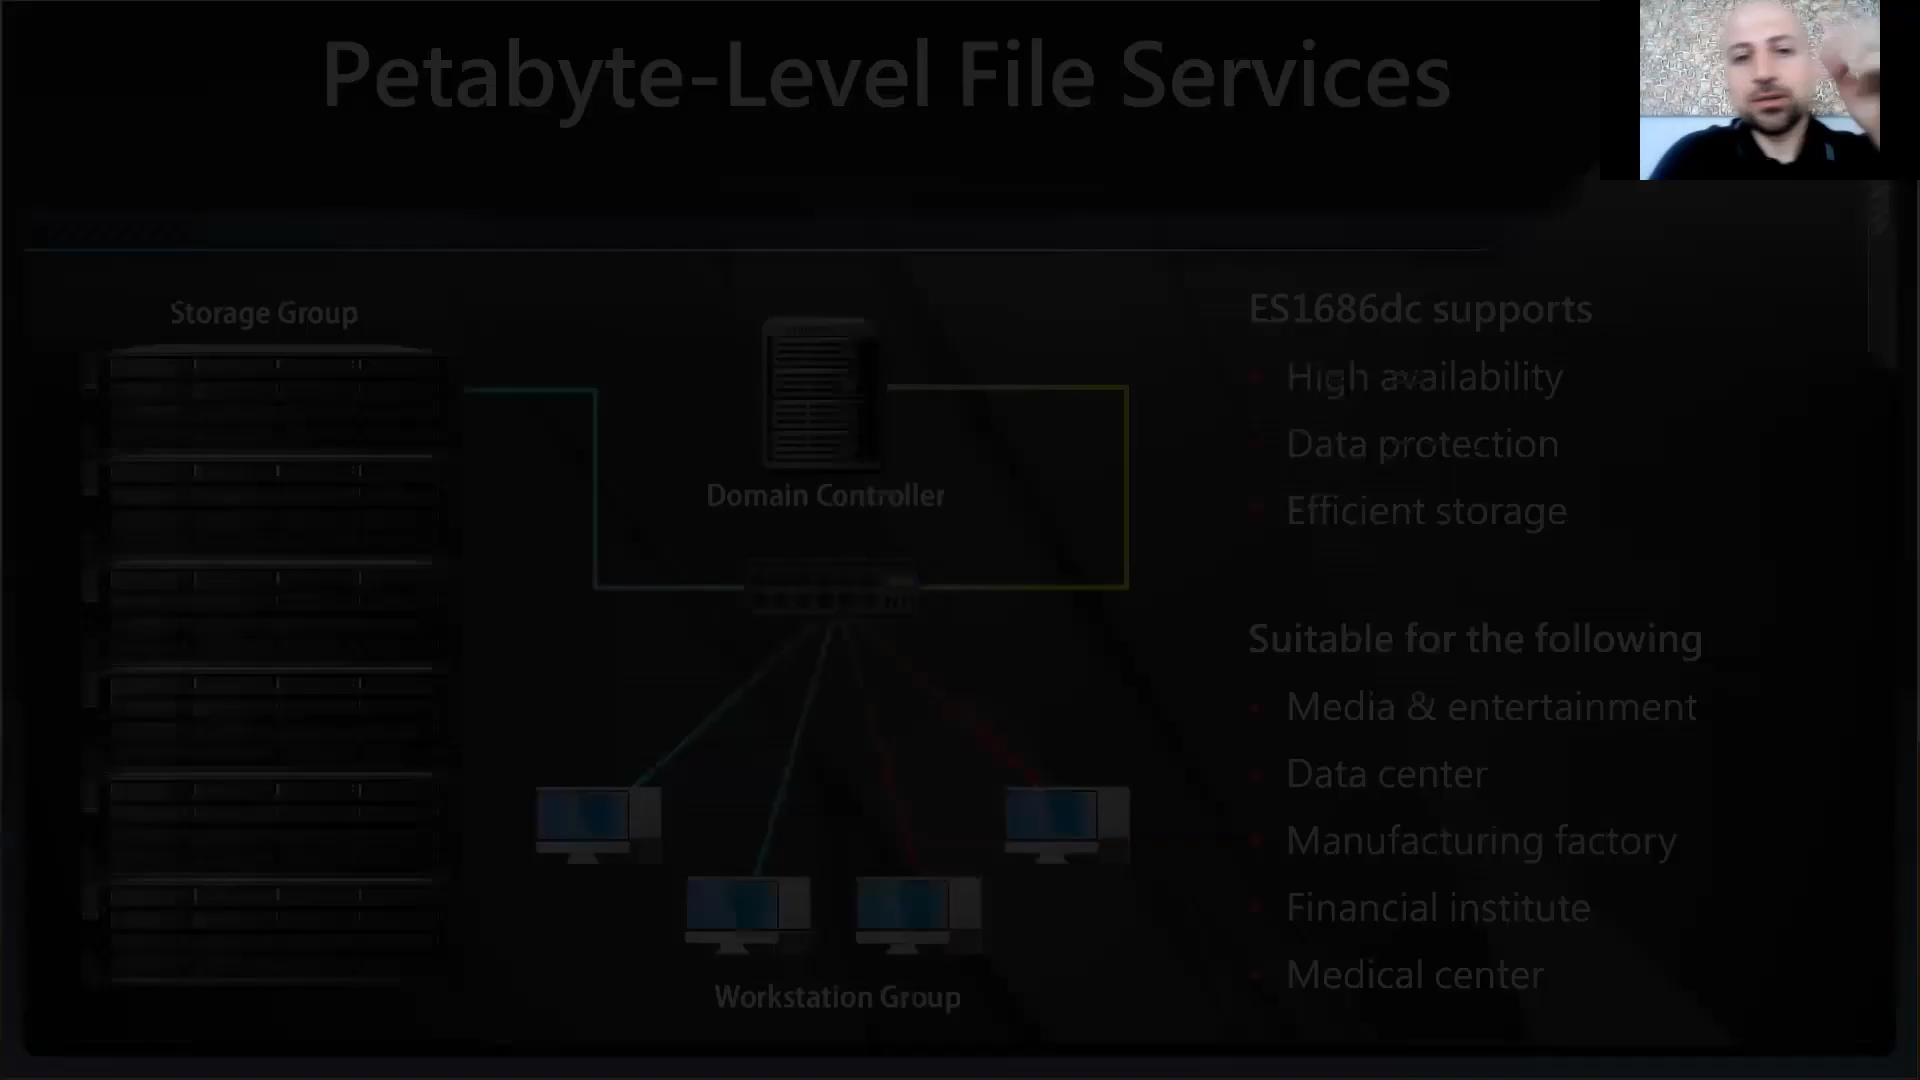 Petabyte-Level File Services
Storage Group
Domain Controller
Workstation Group
ES1686dc supports
High availability
Data protection
Efficient storage
Suitable for the following
Media & entertainment
Data center
Manufacturing factory
Financial institute
Medical center